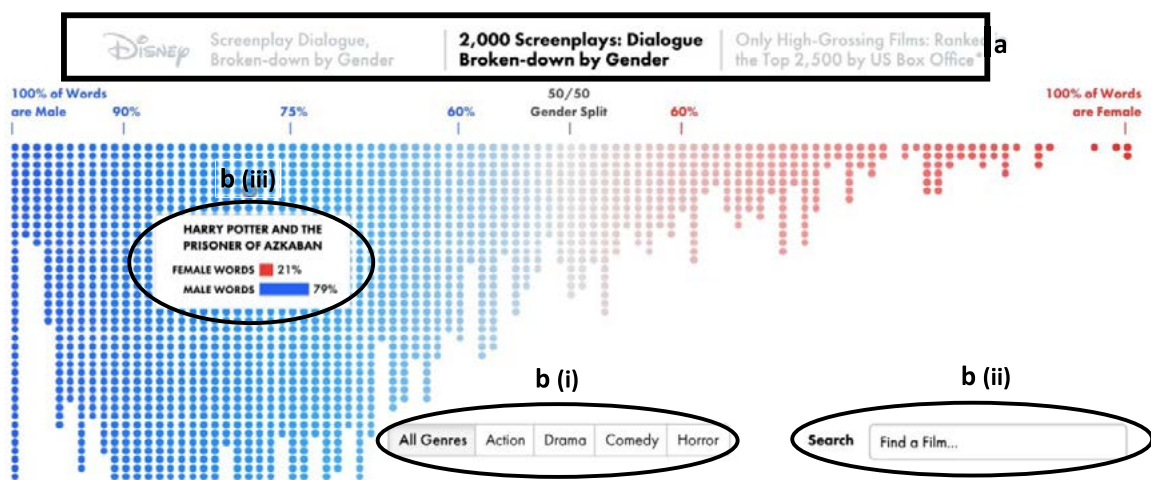 DISNEY
Screenplay Dialogue,
Broken-down by Gender
2,000 Screenplays: Dialogue
Broken-down by Gender
Only High-Grossing Films: Ranked in
the Top 2,500 by US Box Office*
a
100% of Words
are Male
90%
75%
60%
50/50
Gender Split
60%
100% of Words
are Female
b (iii)
HARRY POTTER AND THE
PRISONER OF AZKABAN
FEMALE WORDS 21%
MALE WORDS 79%
b (i)
All Genres Action Drama Comedy Horror
b (ii)
Search Find a Film...